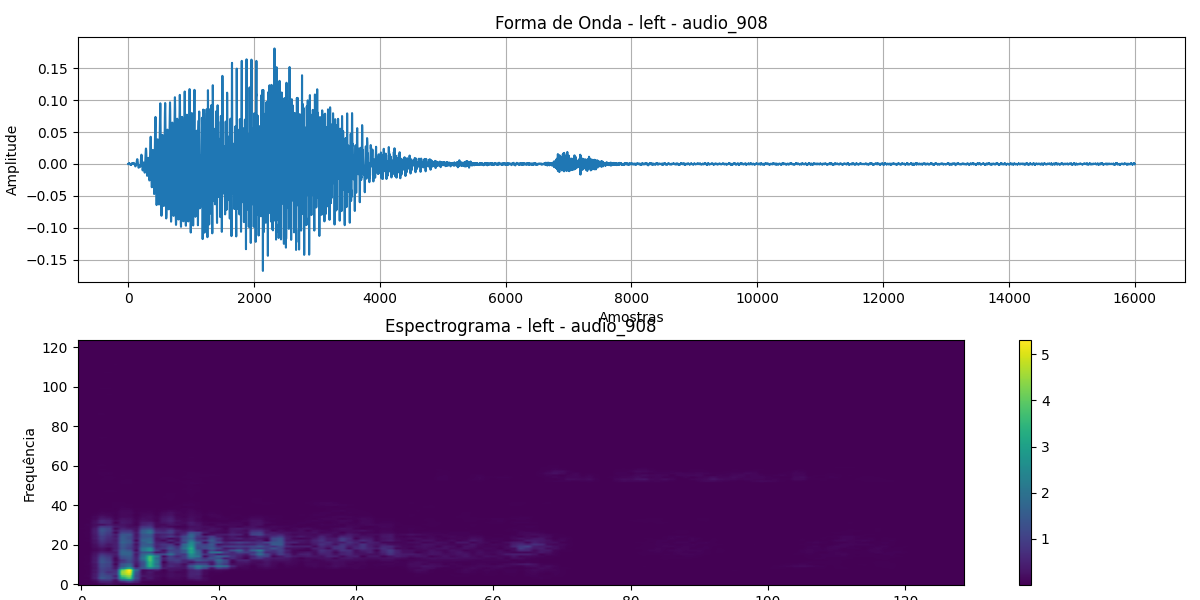 Forma de Onda - left - audio_908
Amplitude
0.15
0.10
0.05
0.00
−0.05
−0.10
−0.15
0 2000 4000 6000 8000 10000 12000 14000 16000
Amostras
Espectrograma - left - audio_908
Frequência
120
100
80
60
40
20
0
5
4
3
2
1
0 20 40 60 80 100 120